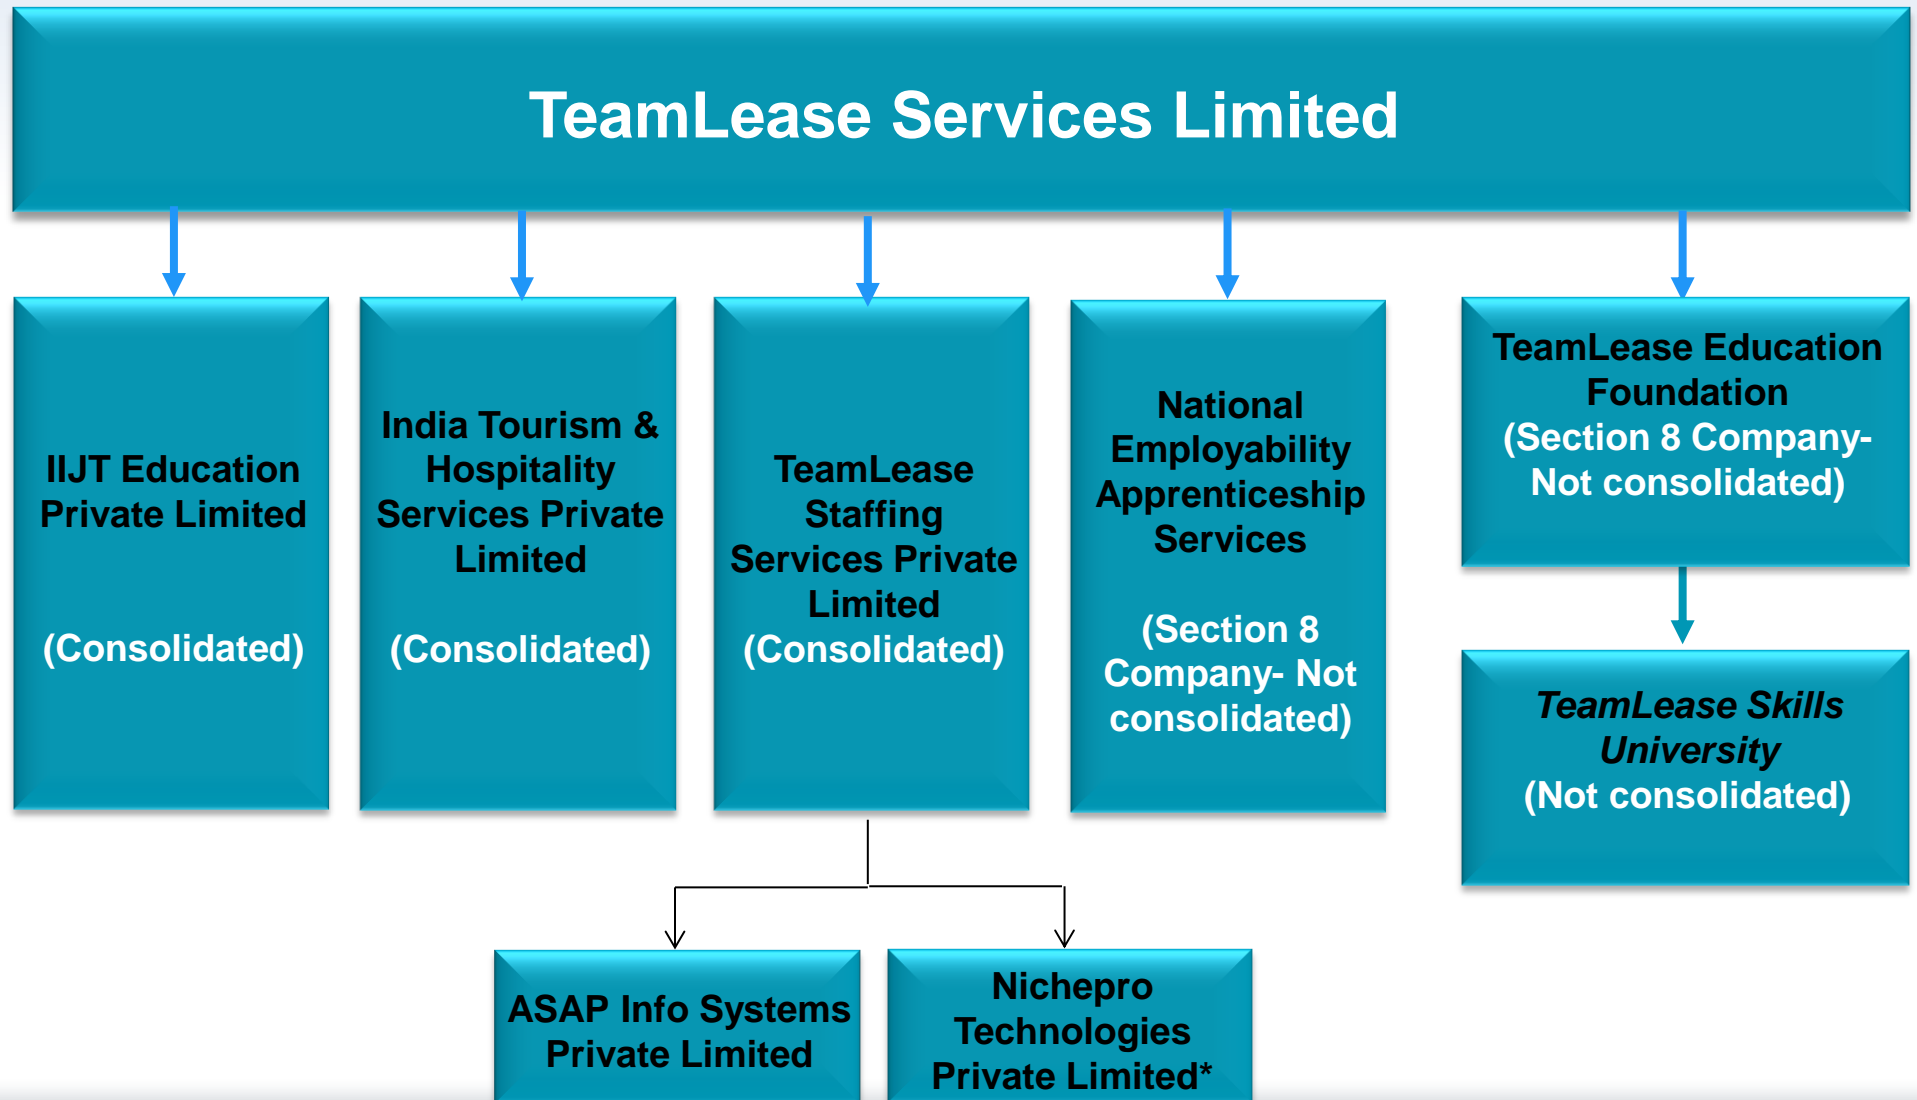 TeamLease Services Limited
IIJT Education
Private Limited
(Consolidated)
India Tourism &
Hospitality
Services Private
Limited
(Consolidated)
TeamLease
Staffing
Services Private
Limited
(Consolidated)
National
Employability
Apprenticeship
Services
(Section 8
Company- Not
consolidated)
TeamLease Education
Foundation
(Section 8 Company-
Not consolidated)
TeamLease Skills
University
(Not consolidated)
ASAP Info Systems
Private Limited
Nichepro
Technologies
Private Limited*